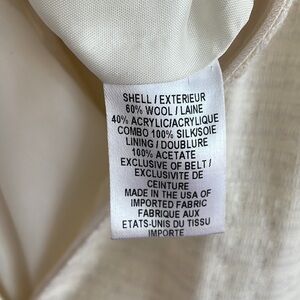 SHELL / EXTERIEUR
60% WOOL / LAINE
40% ACRYLIC/ACRYLIQUE
COMBO 100% SILK/SOIE
LINING / DOUBLURE
100% ACETATE
EXCLUSIVE OF BELT /
EXCLUSIVITE DE
CEINTURE
MADE IN THE USA OF
IMPORTED FABRIC
FABRIQUE AUX
ETATS-UNIS DU TISSU
IMPORTE